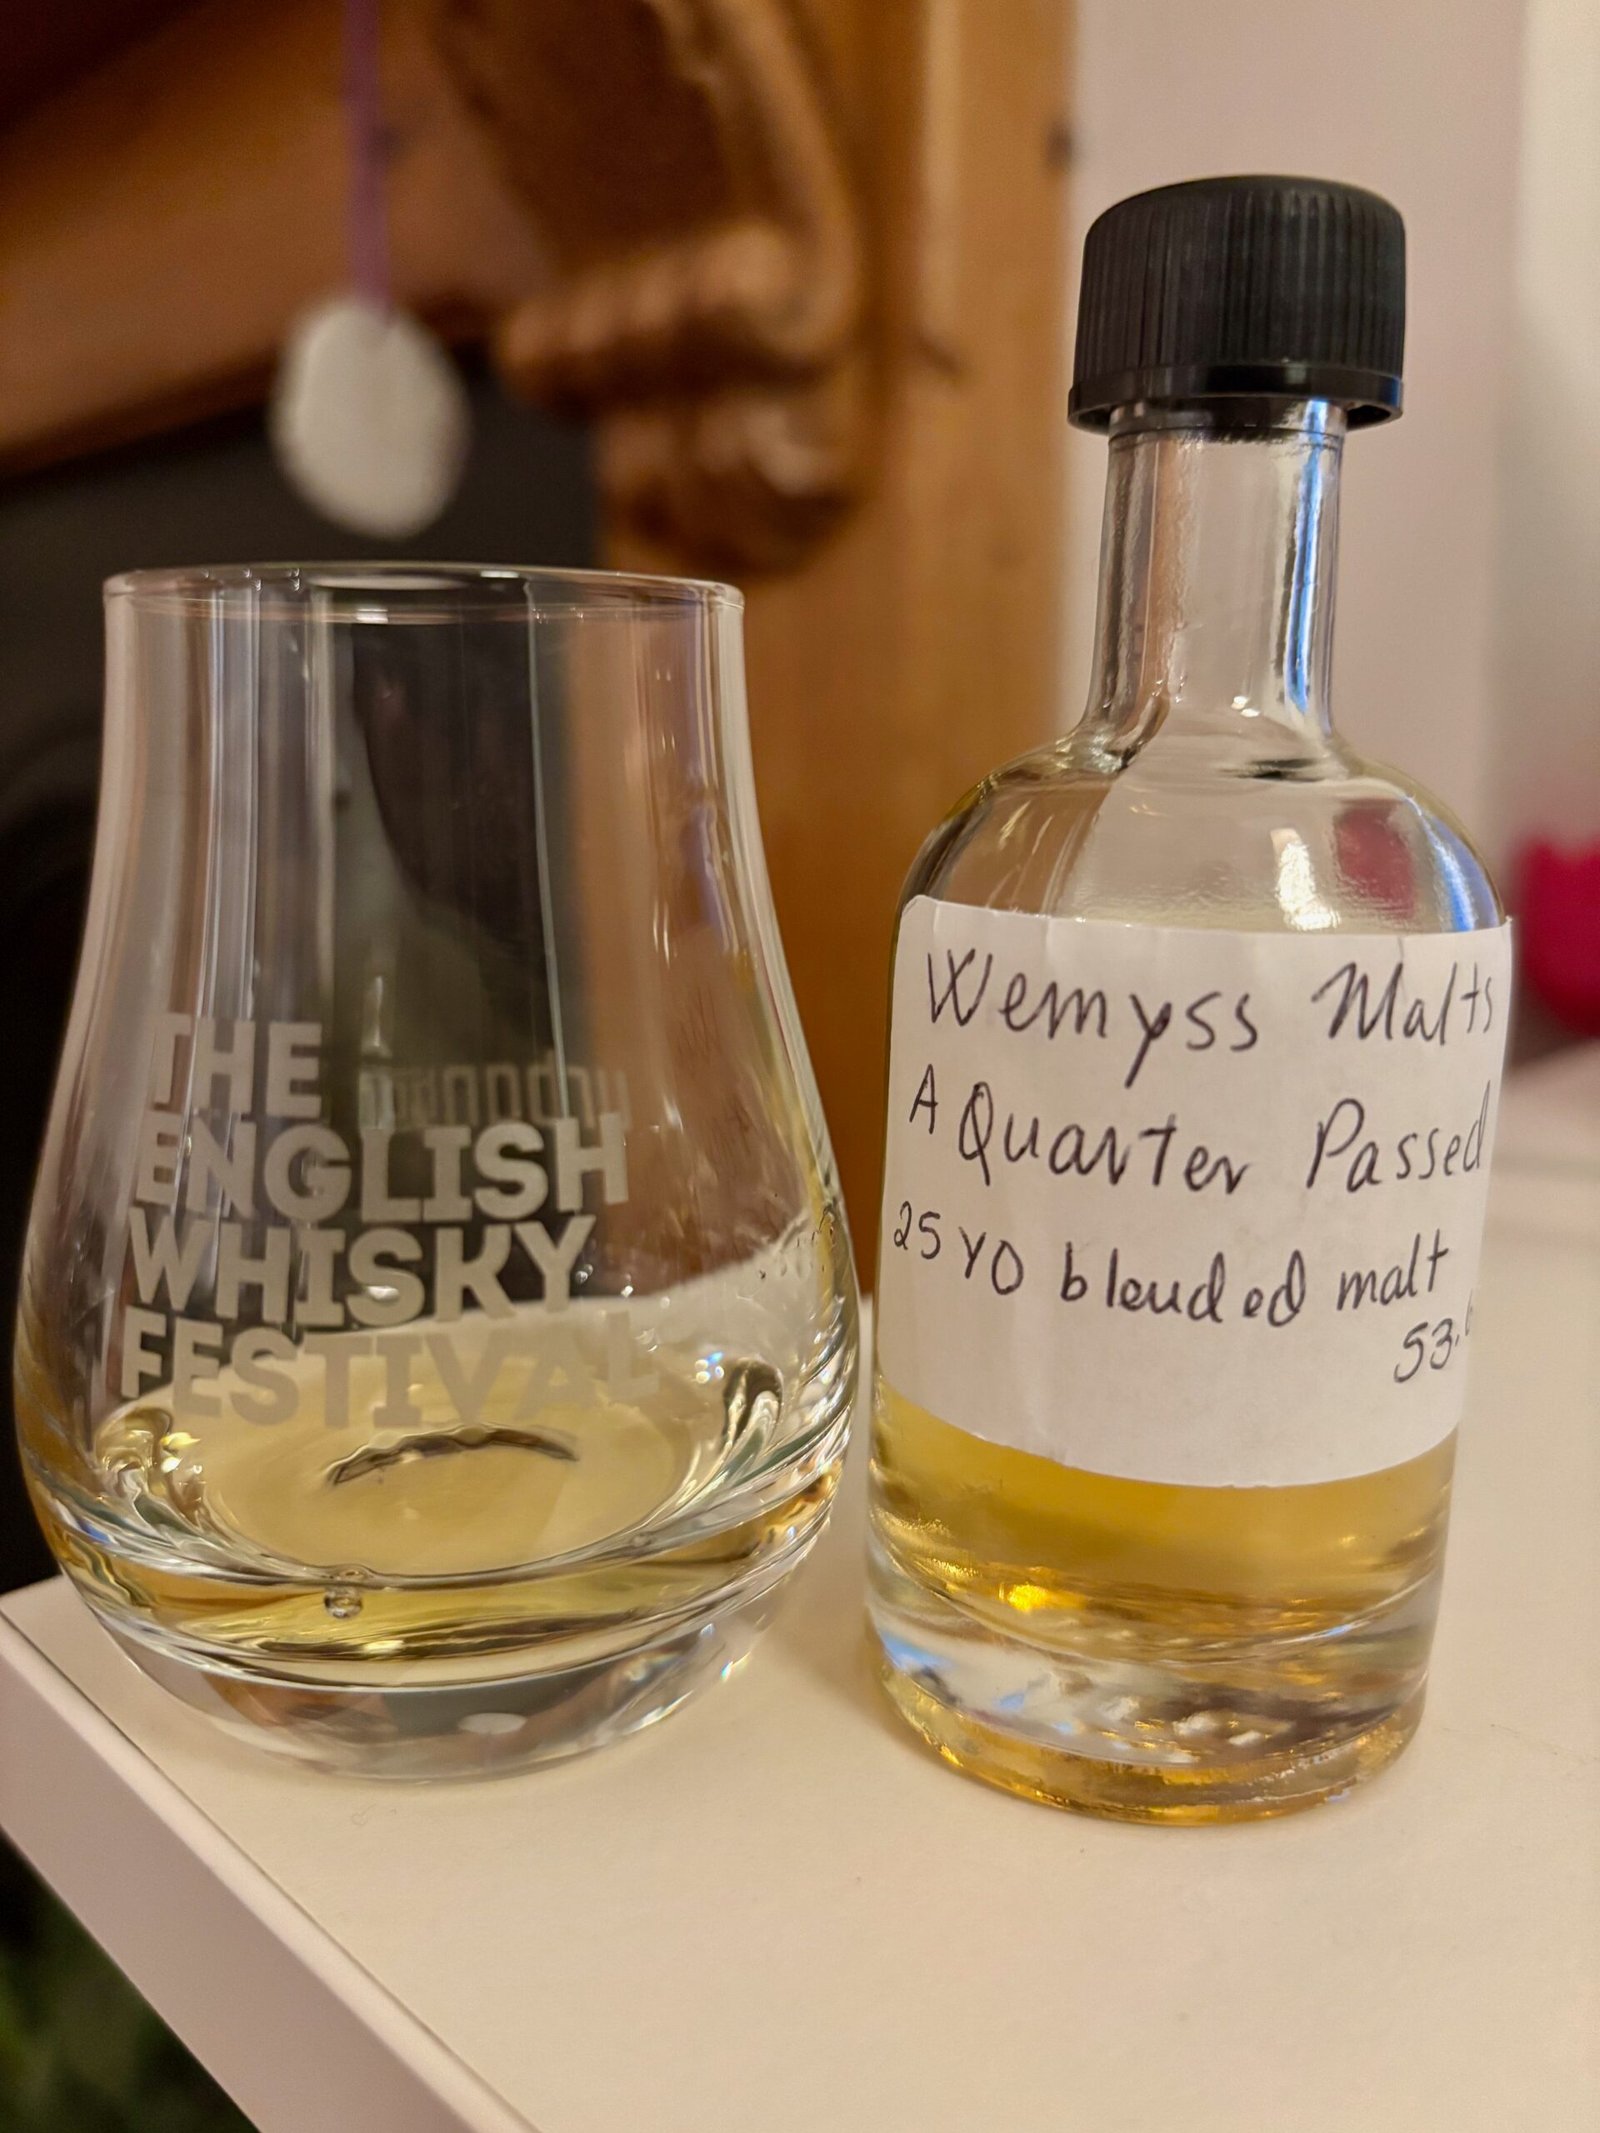 THE
ENGLISH
WHISKY
FESTIVAL
Wemyss Malts
A Quarter Passed
25 YO blended malt